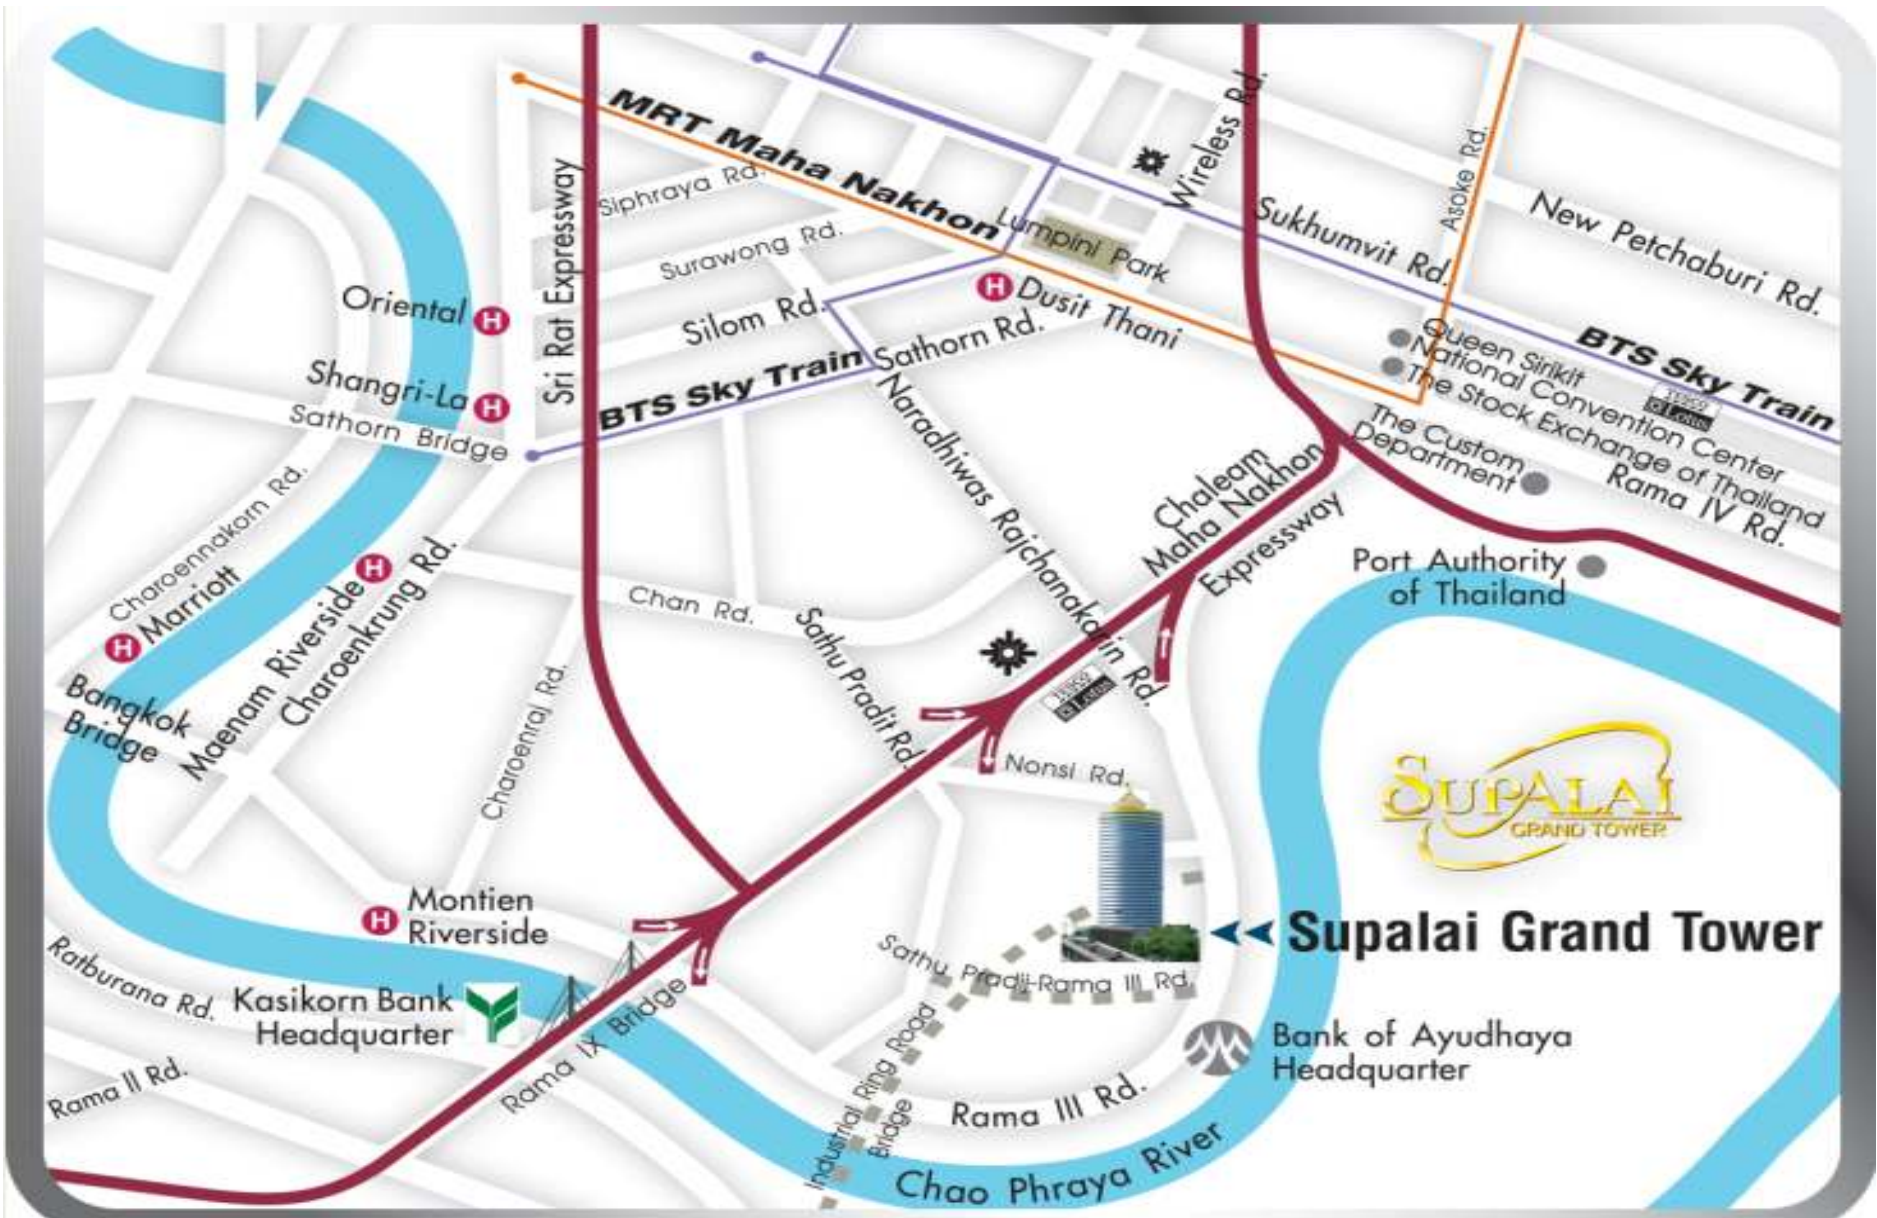 MRT Maha Nakhon
Wireless Rd.
Siphraya Rd.
Sri Rat Expressway
Asoke Rd.
New Petchaburi Rd.
Sukhumvit Rd.
Lumpini Park
Surawong Rd.
Oriental
H
H
Dusit Thani
Silom Rd.
Sathorn Rd.
BTS Sky Train
Queen Sirikit
National Convention Center
The Stock Exchange of Thailand
BTS Sky Train
Lotus
Shangri-La
H
Sathorn Bridge
Naradhiwas Rajchanakarin Rd.
The Custom
Department
Rama IV Rd.
Chaleam
Maha Nakhon
Expressway
Charoennakorn Rd.
H
Marriott
H
Maenam Riverside
Charoenkrung Rd.
Port Authority
of Thailand
Chan Rd.
Sathu Pradit Rd.
Charoenraj Rd.
Bangkok
Bridge
Lotus
Nonsi Rd.
SUPALAI
GRAND TOWER
H
Montien
Riverside
Supalai Grand Tower
Sathu Pradij-Rama III Rd.
Ratburana Rd.
Kasikorn Bank
Headquarter
Rama IX Bridge
Industrial Ring Road
Bridge
Bank of Ayudhaya
Headquarter
Rama II Rd.
Rama III Rd.
Chao Phraya River